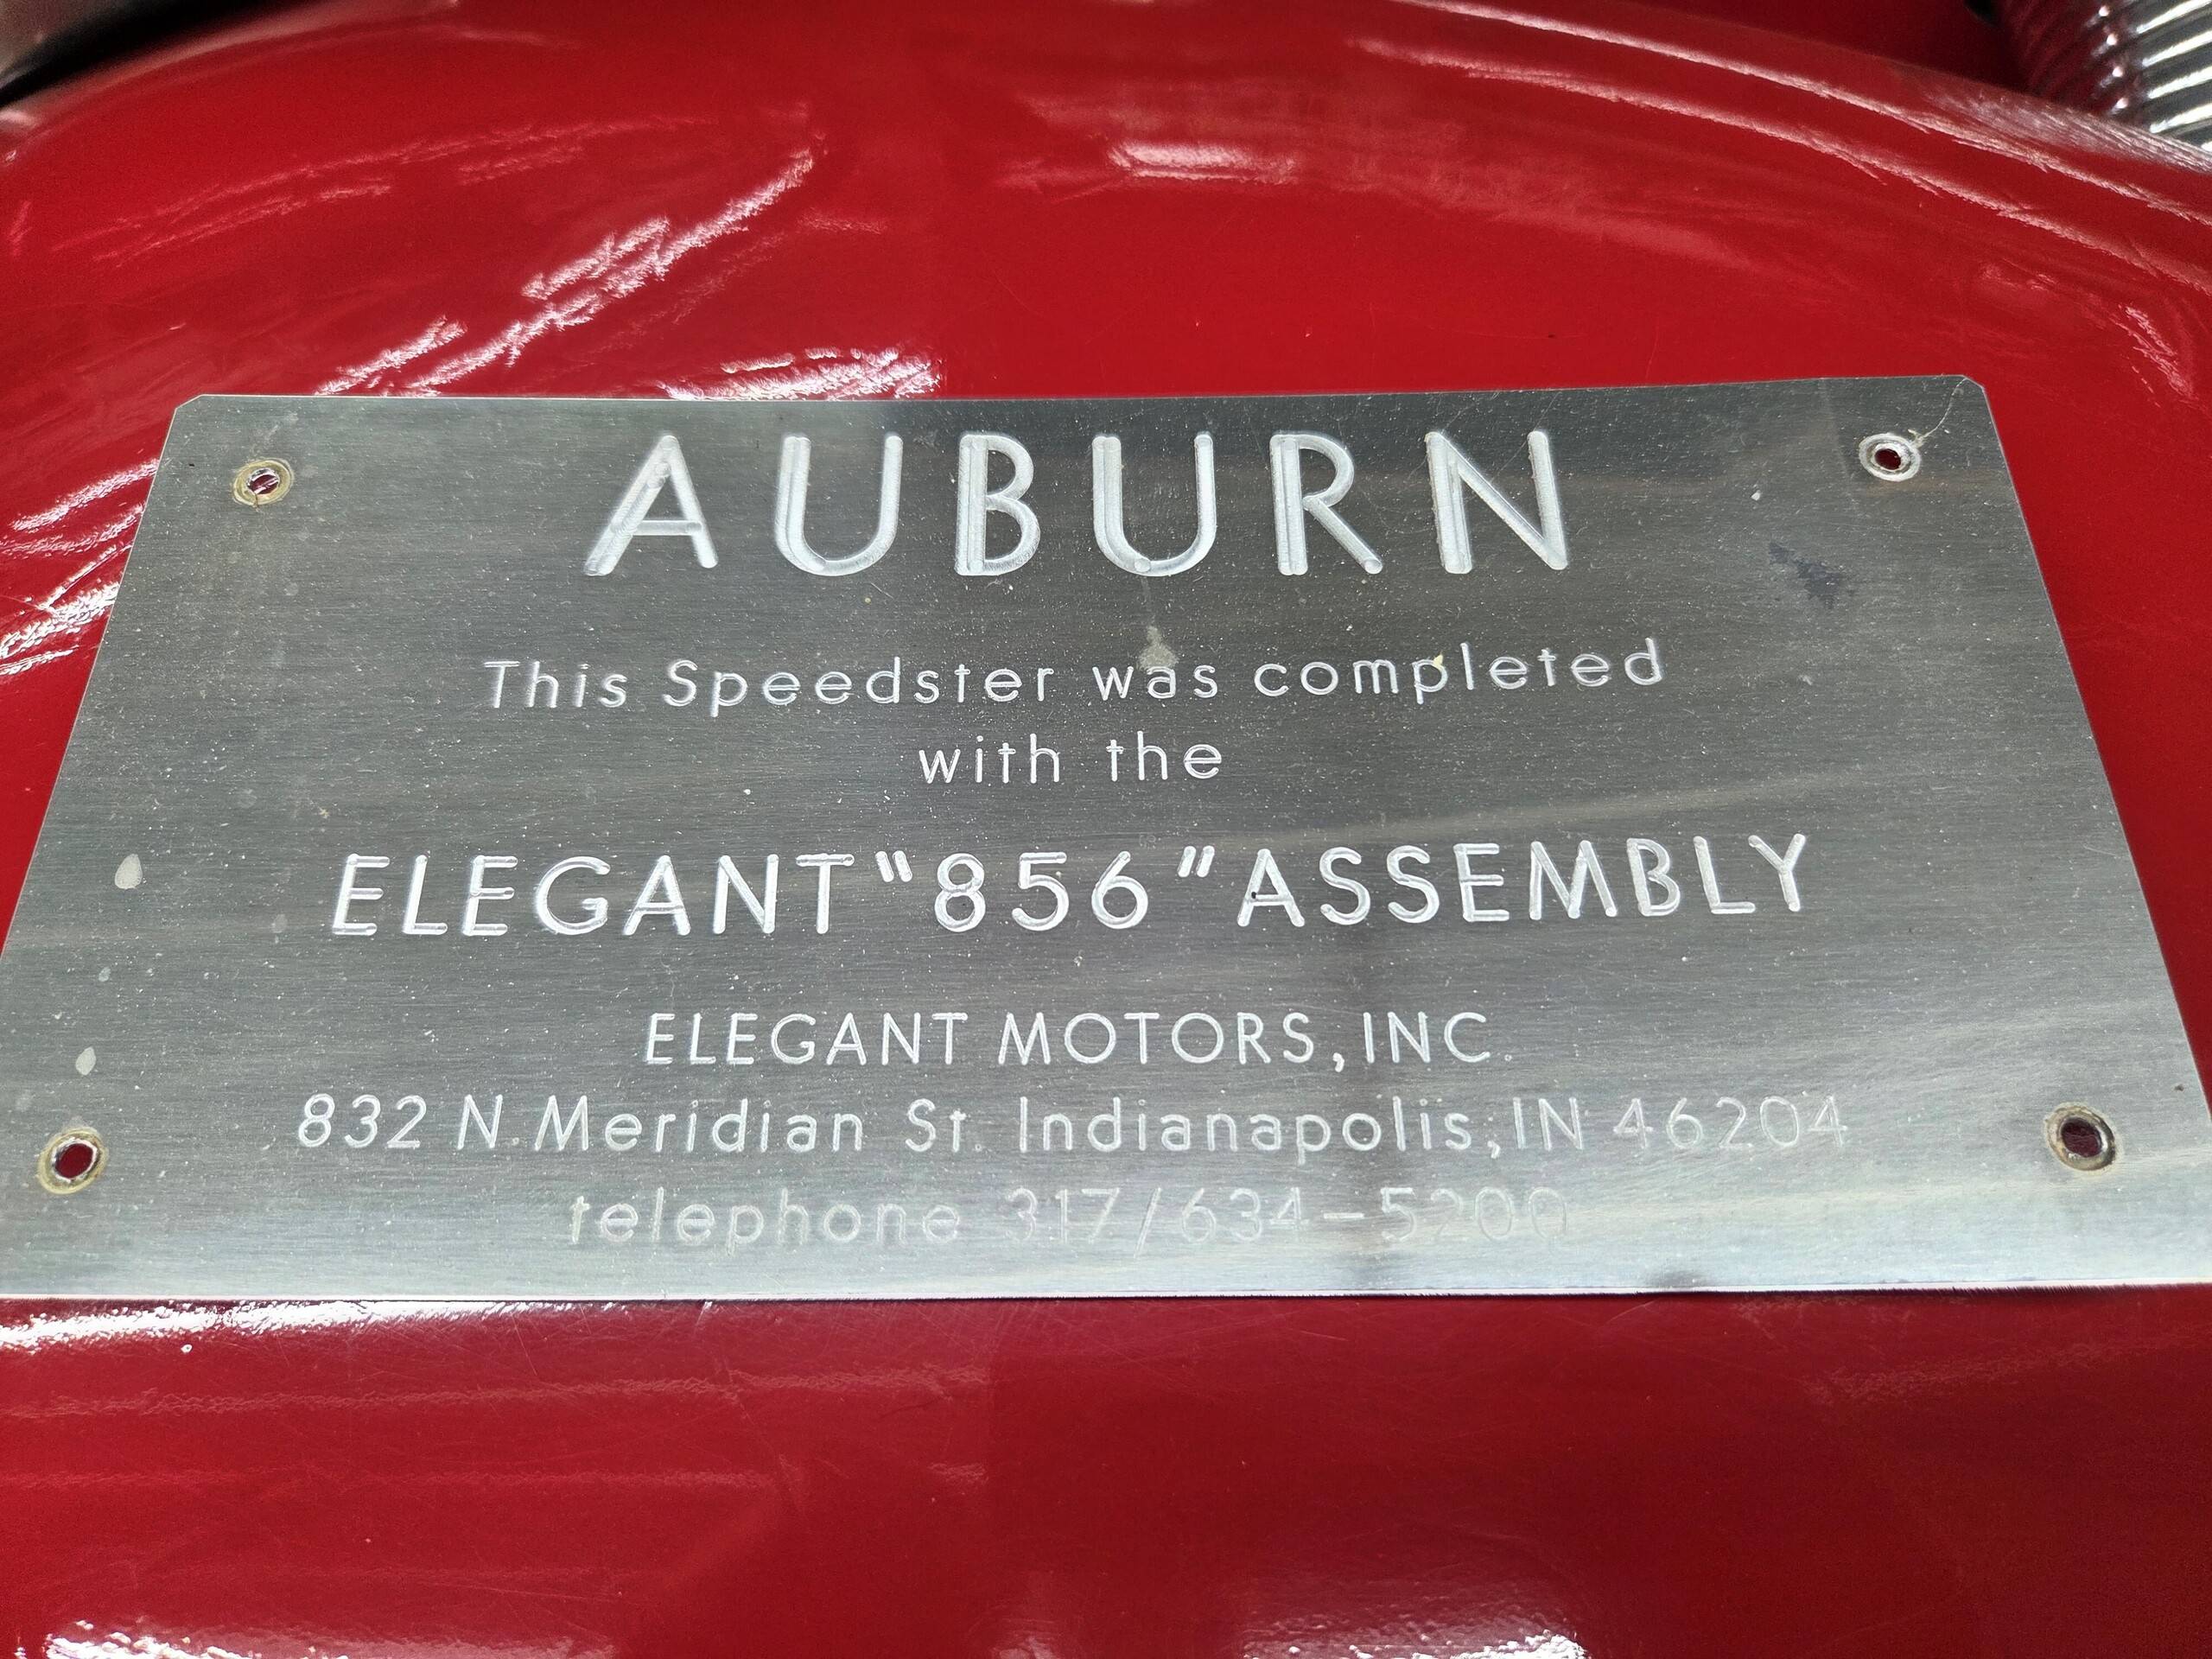 AUBURN
This Speedster was completed
with the
ELEGANT "856" ASSEMBLY
ELEGANT MOTORS, INC.
832 N. Meridian St. Indianapolis, IN 46204
telephone 317/634-5200